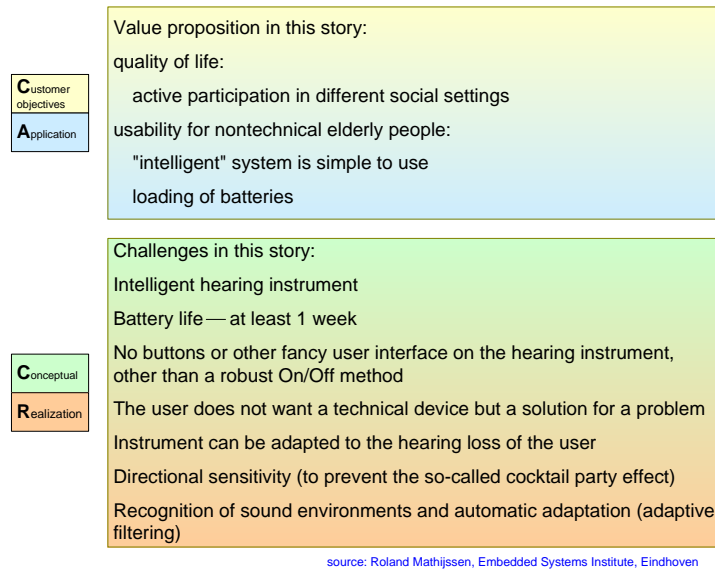 Value proposition in this story:
quality of life:
active participation in different social settings
usability for nontechnical elderly people:
"intelligent" system is simple to use
loading of batteries
Customer
objectives
Application
Challenges in this story:
Intelligent hearing instrument
Battery life — at least 1 week
No buttons or other fancy user interface on the hearing instrument,
other than a robust On/Off method
The user does not want a technical device but a solution for a problem
Instrument can be adapted to the hearing loss of the user
Directional sensitivity (to prevent the so-called cocktail party effect)
Recognition of sound environments and automatic adaptation (adaptive
filtering)
Conceptual
Realization
source: Roland Mathijssen, Embedded Systems Institute, Eindhoven